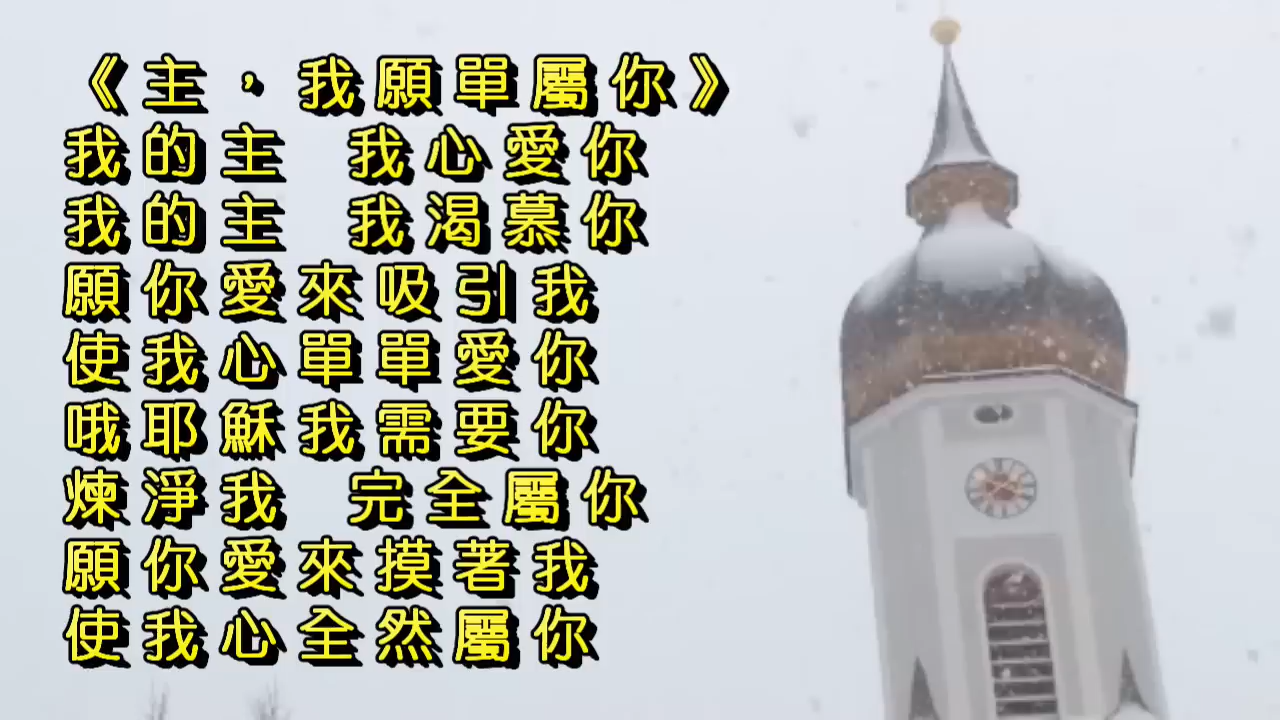 《主,我願單屬你》
我的主 我心愛你
我的主 我渴慕你
願你愛來吸引我
使我心單單愛你
哦耶穌我需要你
煉淨我 完全屬你
願你愛來摸著我
使我心全然屬你